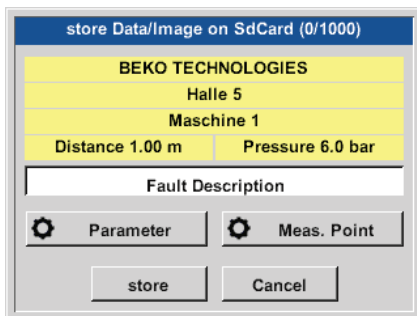 store Data/Image on SdCard (0/1000)
BEKO TECHNOLOGIES
Halle 5
Maschine 1
Distance 1.00 m Pressure 6.0 bar
Fault Description
Parameter Meas. Point
store Cancel